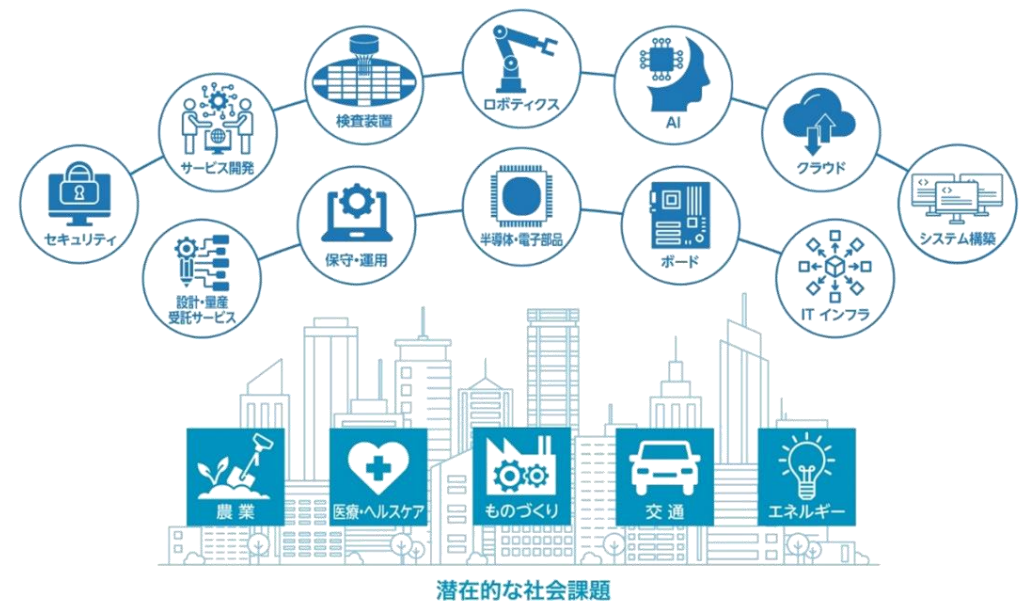 セキュリティ
サービス開発
検査装置
ロボティクス
AI
クラウド
システム構築
設計・量産
受託サービス
保守・運用
半導体・電子部品
ボード
IT インフラ
農業
医療・ヘルスケア
ものづくり
交通
エネルギー
潜在的な社会課題